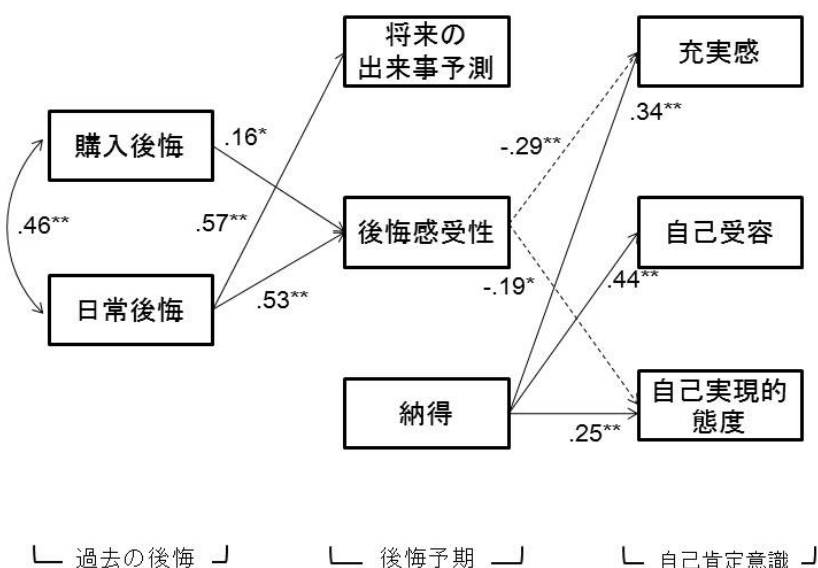 将来の
出来事予測
充実感
購入後悔
.16*
.34**
-.29**
.46**
.57**
後悔感受性
自己受容
.53**
-.19*
.44**
日常後悔
納得
自己実現的
態度
.25**
過去の後悔
後悔予期
自己肯定意識